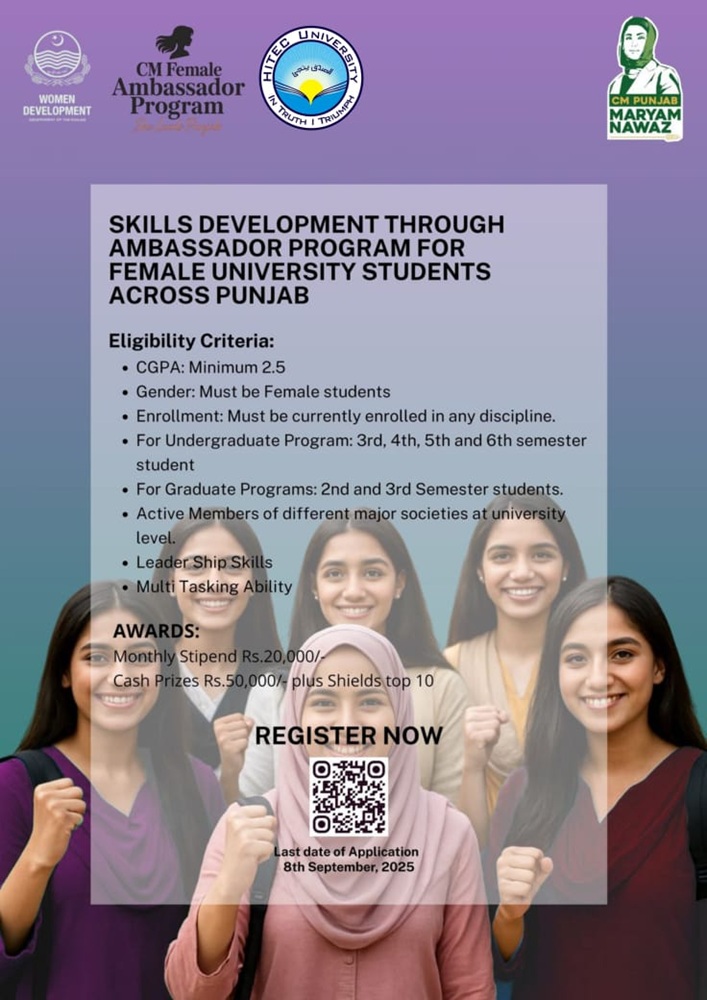 WOMEN
DEVELOPMENT
CM Female
Ambassador
Program
HITEC UNIVERSITY
IN TRUTH I TRIUMPH
CM PUNJAB
MARYAM
NAWAZ
SKILLS DEVELOPMENT THROUGH
AMBASSADOR PROGRAM FOR
FEMALE UNIVERSITY STUDENTS
ACROSS PUNJAB
Eligibility Criteria:
• CGPA: Minimum 2.5
• Gender: Must be Female students
• Enrollment: Must be currently enrolled in any discipline.
• For Undergraduate Program: 3rd, 4th, 5th and 6th semester
student
• For Graduate Programs: 2nd and 3rd Semester students.
• Active Members of different major societies at university
level.
• Leader Ship Skills
• Multi Tasking Ability
AWARDS:
Monthly Stipend Rs.20,000/-
Cash Prizes Rs.50,000/- plus Shields top 10
REGISTER NOW
Last date of Application
8th September, 2025